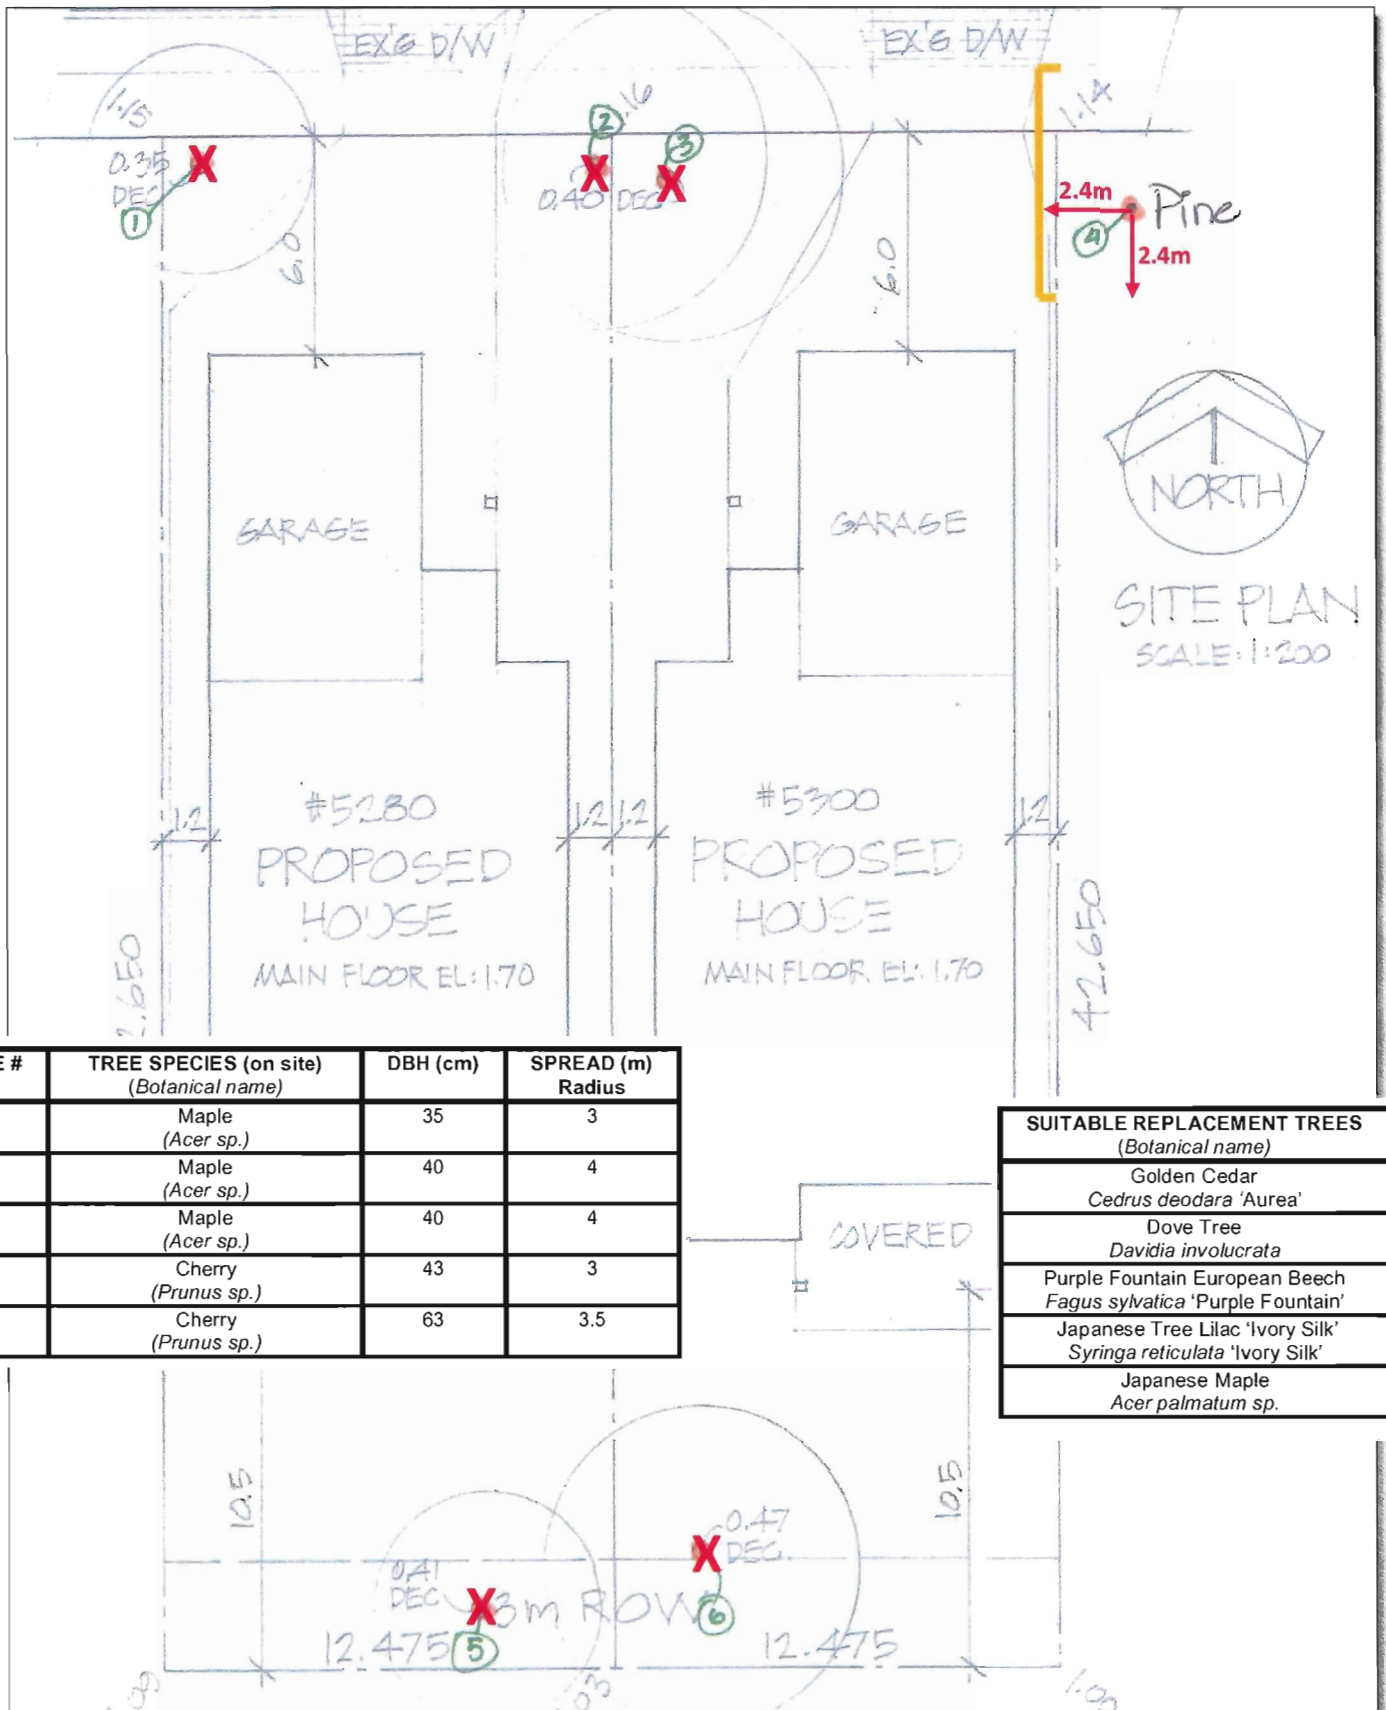 EX'G D/W
EX'G D/W
1.15
2
.16
3
1.14
0.35
DEC
1
0.40 DEC
2.4m
Pine
4
2.4m
6.0
6.0
GARAGE
GARAGE
NORTH
SITE PLAN
SCALE: 1:200
#5280
PROPOSED
HOUSE
MAIN FLOOR EL: 1.70
#5300
PROPOSED
HOUSE
MAIN FLOOR EL: 1.70
1.2
1.2
1.2
1.2
2.650
42.650
E #
TREE SPECIES (on site)
(Botanical name)
DBH (cm)
SPREAD (m)
Radius
Maple
(Acer sp.)
35
3
Maple
(Acer sp.)
40
4
Maple
(Acer sp.)
40
4
Cherry
(Prunus sp.)
43
3
Cherry
(Prunus sp.)
63
3.5
SUITABLE REPLACEMENT TREES
(Botanical name)
Golden Cedar
Cedrus deodara 'Aurea'
Dove Tree
Davidia involucrata
Purple Fountain European Beech
Fagus sylvatica 'Purple Fountain'
Japanese Tree Lilac 'Ivory Silk'
Syringa reticulata 'Ivory Silk'
Japanese Maple
Acer palmatum sp.
COVERED
10.5
10.5
0.47
DEC.
0.41
DEC
3m ROW
6
12.475
5
12.475
.09
.03
1.00